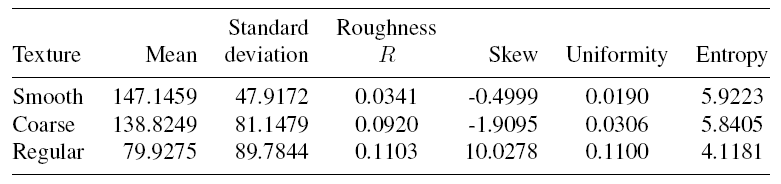 Standard Roughness
Texture Mean deviation R Skew Uniformity Entropy
Smooth 147.1459 47.9172 0.0341 -0.4999 0.0190 5.9223
Coarse 138.8249 81.1479 0.0920 -1.9095 0.0306 5.8405
Regular 79.9275 89.7844 0.1103 10.0278 0.1100 4.1181